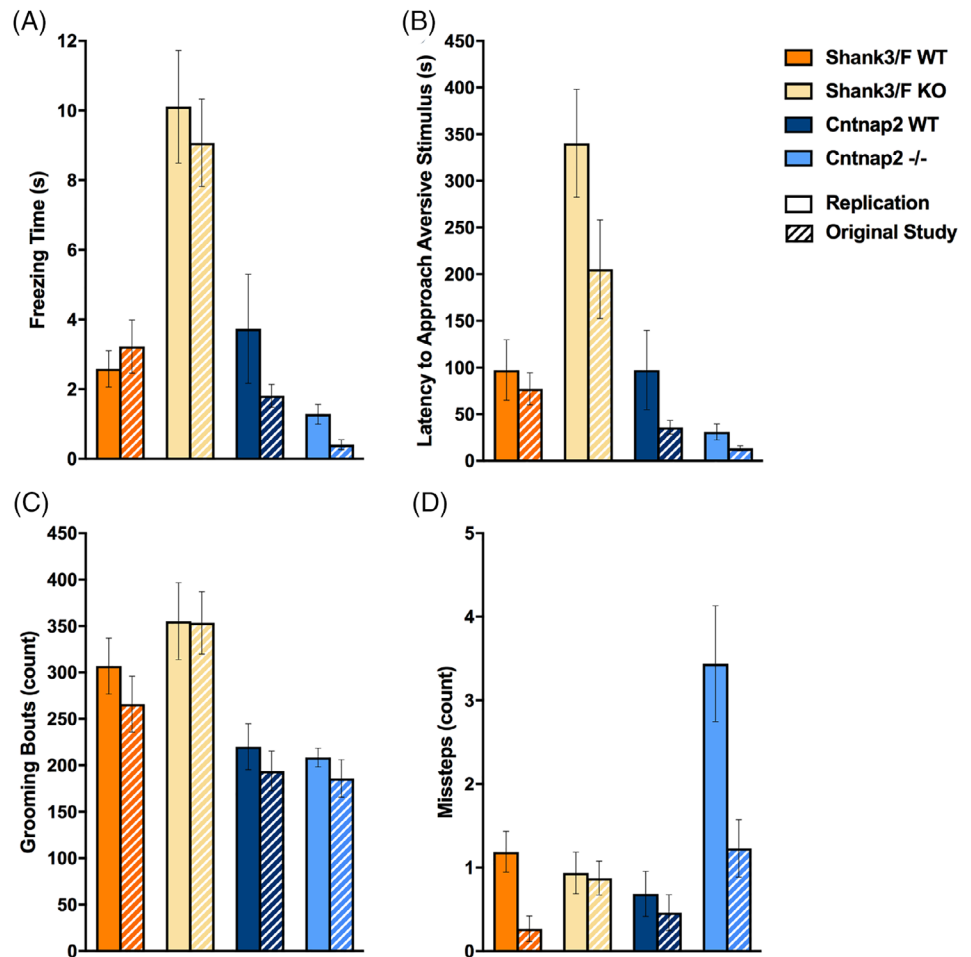 (A)
Freezing Time (s)
12
10
8
6
4
2
0
(B)
Latency to Approach Aversive Stimulus (s)
450
400
350
300
250
200
150
100
50
0
Shank3/F WT
Shank3/F KO
Cntnap2 WT
Cntnap2 -/-
Replication
Original Study
(C)
Grooming Bouts (count)
450
400
350
300
250
200
150
100
50
0
(D)
Missteps (count)
5
4
3
2
1
0